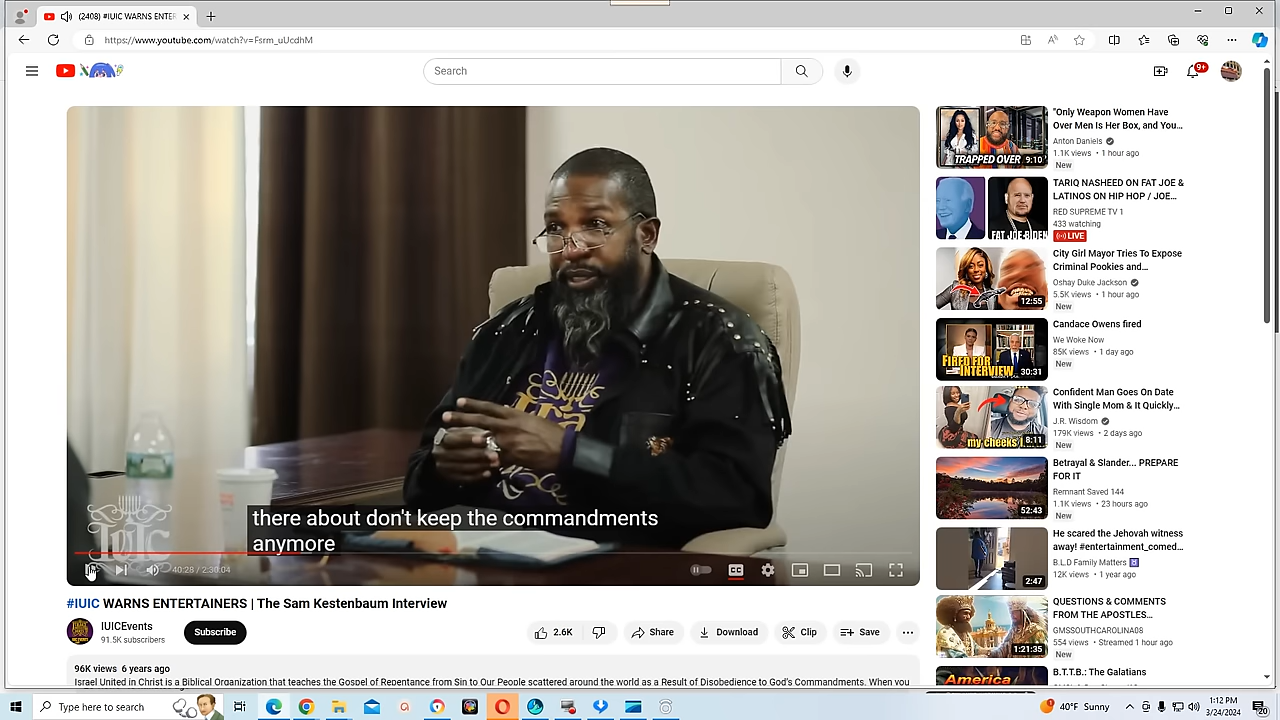 (2408) #IUIC WARNS ENTER
https://www.youtube.com/watch?v=Fsrm_uUcdhM
Search
9+
there about don't keep the commandments
anymore
IUIC
40:28 / 2:30:04
CC
#IUIC WARNS ENTERTAINERS | The Sam Kestenbaum Interview
IUICEvents
91.5K subscribers
Subscribe
2.6K
Share
Download
Clip
Save
96K views 6 years ago
Israel United in Christ is a Biblical Organization that was raised up in the Spirit of Repentance from Sin to Our People scattered around the world as a Result of Disobedience to God's Commandments. When you
TRAPPED OVER
9:10
"Only Weapon Women Have
Over Men Is Her Box, and You...
Anton Daniels
1.1K views • 1 hour ago
New
FAT JOE BIDEN
TARIQ NASHEED ON FAT JOE &
LATINOS ON HIP HOP / JOE...
RED SUPREME TV 1
433 watching
LIVE
12:55
City Girl Mayor Tries To Expose
Criminal Pookies and...
Oshay Duke Jackson
5.5K views • 1 hour ago
New
FIRED FOR
INTERVIEW
30:31
Candace Owens fired
We Woke Now
85K views • 1 day ago
New
my cheeks
8:11
Confident Man Goes On Date
With Single Mom & It Quickly...
J.R. Wisdom
179K views • 2 days ago
New
52:43
Betrayal & Slander... PREPARE
FOR IT
Remnant Saved 144
1.1K views • 23 hours ago
New
2:47
He scared the Jehovah witness
away! #entertainment_comed...
B.L.D Family Matters
12K views • 1 year ago
1:21:35
QUESTIONS & COMMENTS
FROM THE APOSTLES...
GMSSOUTHCAROLINA08
554 views • Streamed 1 hour ago
New
America
B.T.T.B.: The Galatians
Type here to search
40°F Sunny
1:12 PM
3/24/2024
20